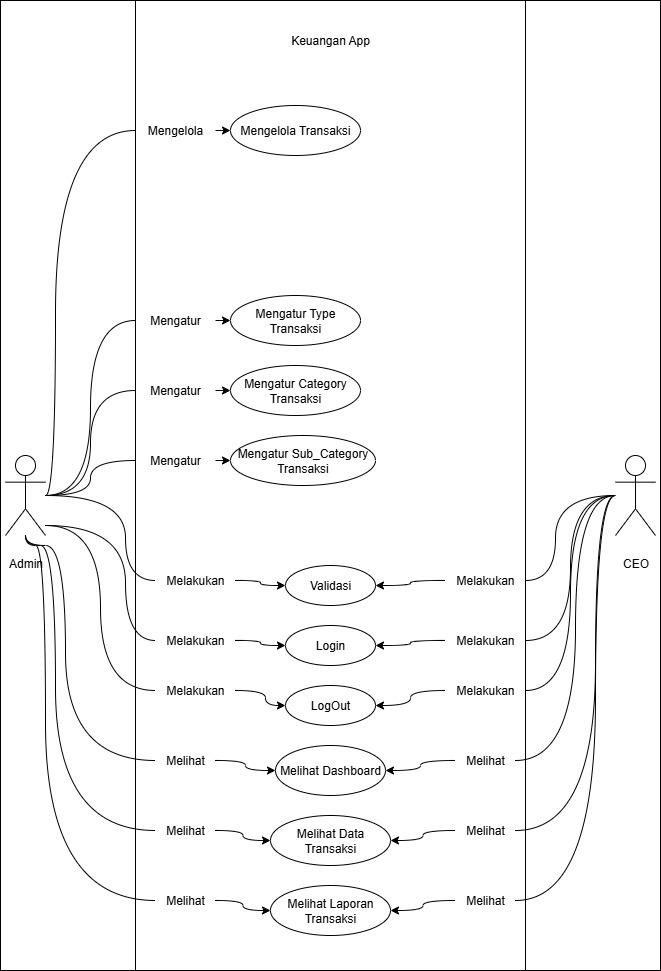 Keuangan App
Mengelola
Mengelola Transaksi
Mengatur
Mengatur Type
Transaksi
Mengatur
Mengatur Category
Transaksi
Mengatur
Mengatur Sub_Category
Transaksi
Admin
CEO
Melakukan
Validasi
Melakukan
Melakukan
Login
Melakukan
Melakukan
LogOut
Melakukan
Melihat
Melihat Dashboard
Melihat
Melihat
Melihat Data
Transaksi
Melihat
Melihat
Melihat Laporan
Transaksi
Melihat